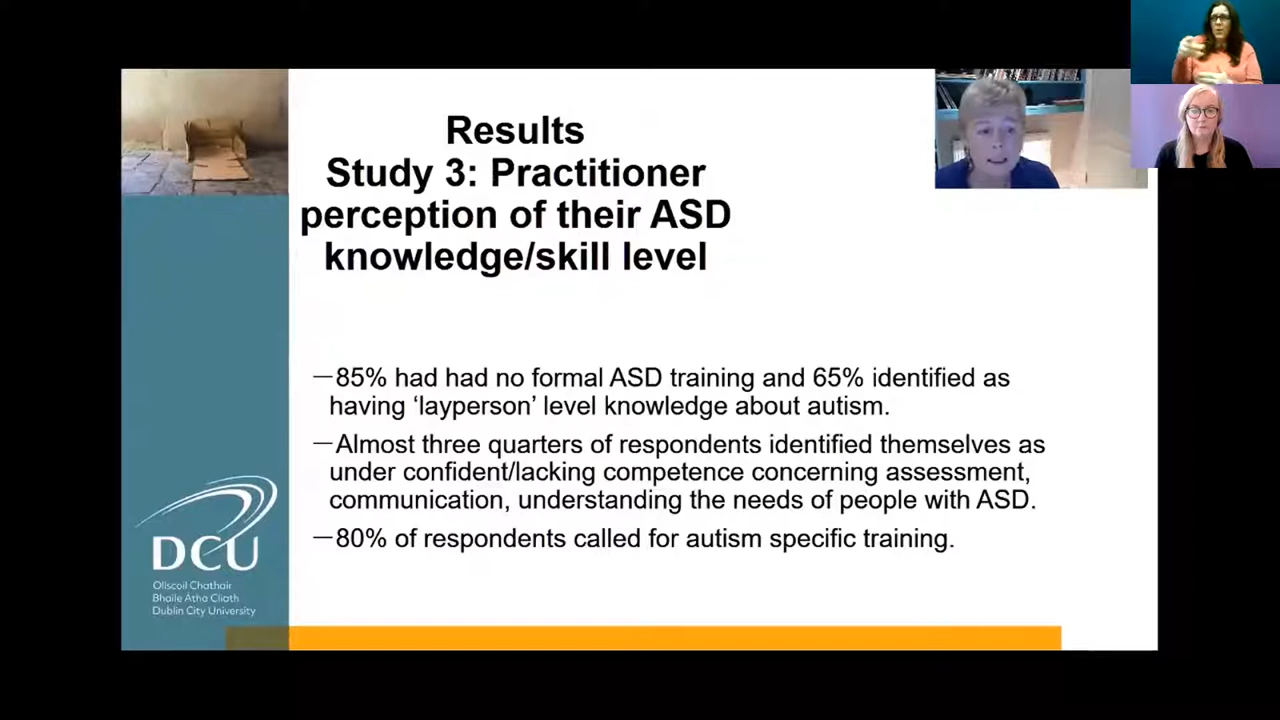 Results
Study 3: Practitioner
perception of their ASD
knowledge/skill level
—85% had had no formal ASD training and 65% identified as
having ‘layperson’ level knowledge about autism.
—Almost three quarters of respondents identified themselves as
under confident/lacking competence concerning assessment,
communication, understanding the needs of people with ASD.
—80% of respondents called for autism specific training.
DCU
Ollscoil Chathair
Bhaile Átha Cliath
Dublin City University